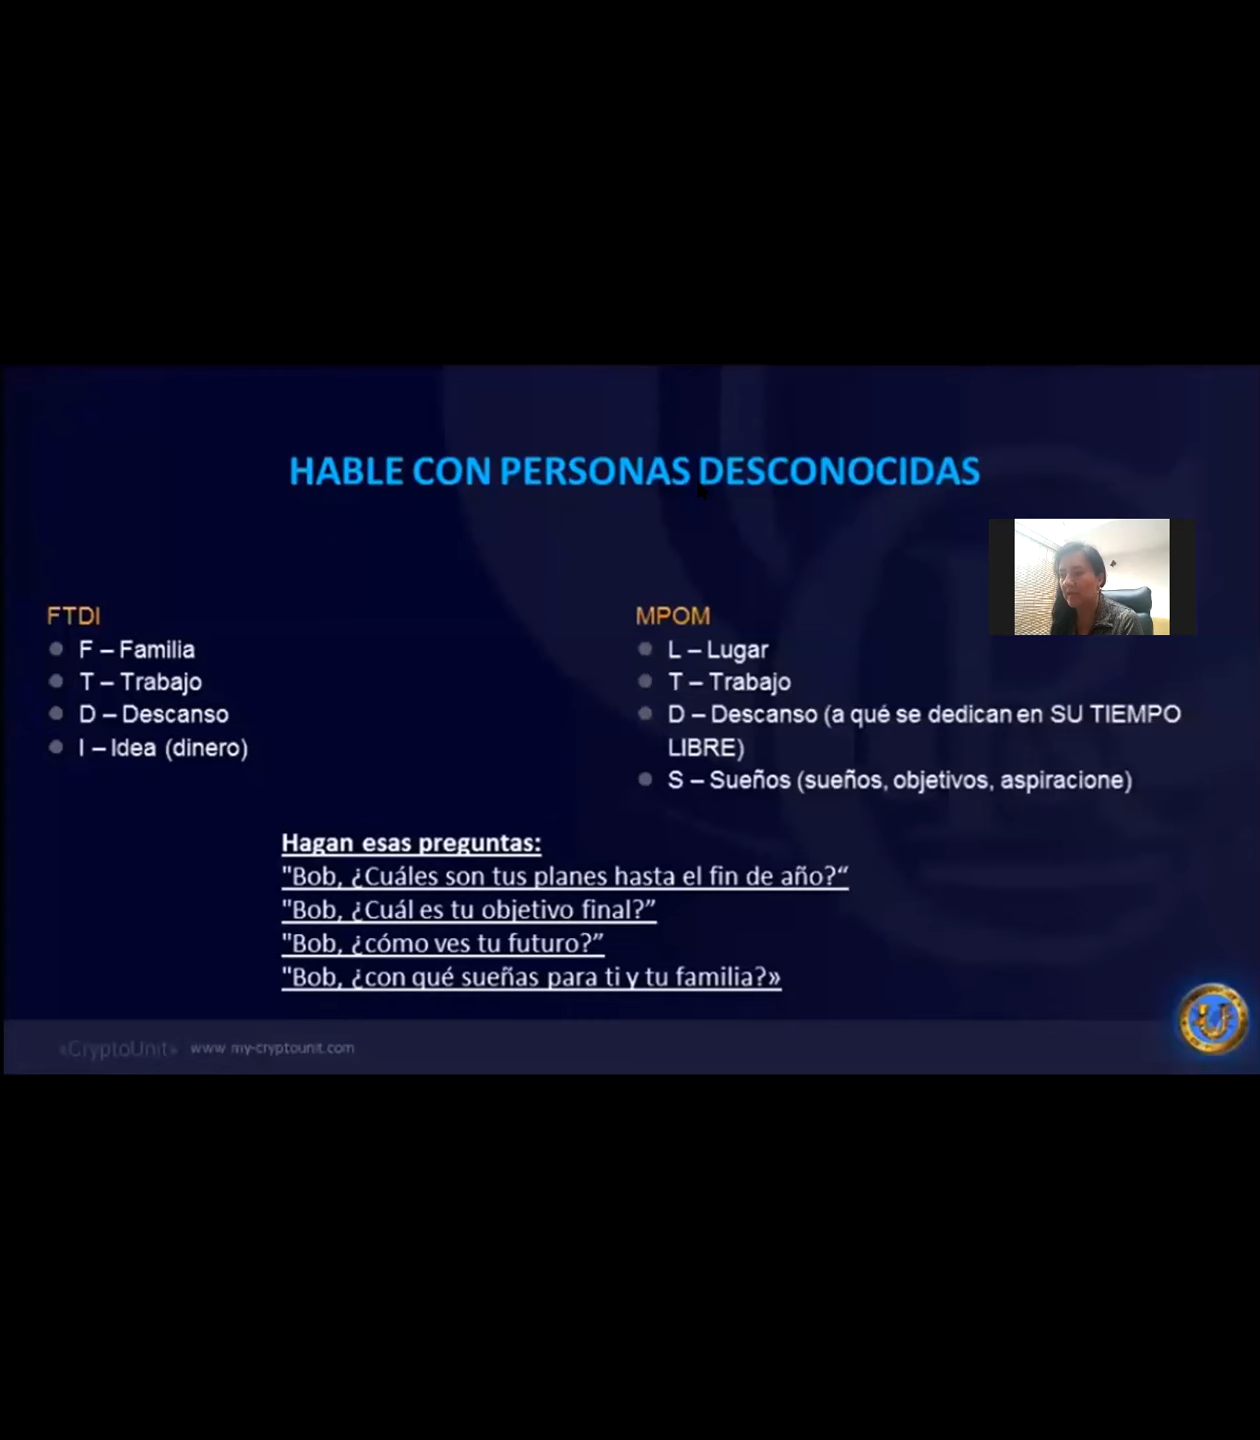 HABLE CON PERSONAS DESCONOCIDAS
FTDI
F – Familia
T – Trabajo
D – Descanso
I – Idea (dinero)
MPOM
L – Lugar
T – Trabajo
D – Descanso (a qué se dedican en SU TIEMPO
LIBRE)
S – Sueños (sueños, objetivos, aspiracione)
Hagan esas preguntas:
"Bob, ¿Cuáles son tus planes hasta el fin de año?“
"Bob, ¿Cuál es tu objetivo final?”
"Bob, ¿cómo ves tu futuro?”
"Bob, ¿con qué sueñas para ti y tu familia?»
«CryptoUnit» www my-cryptounit.com